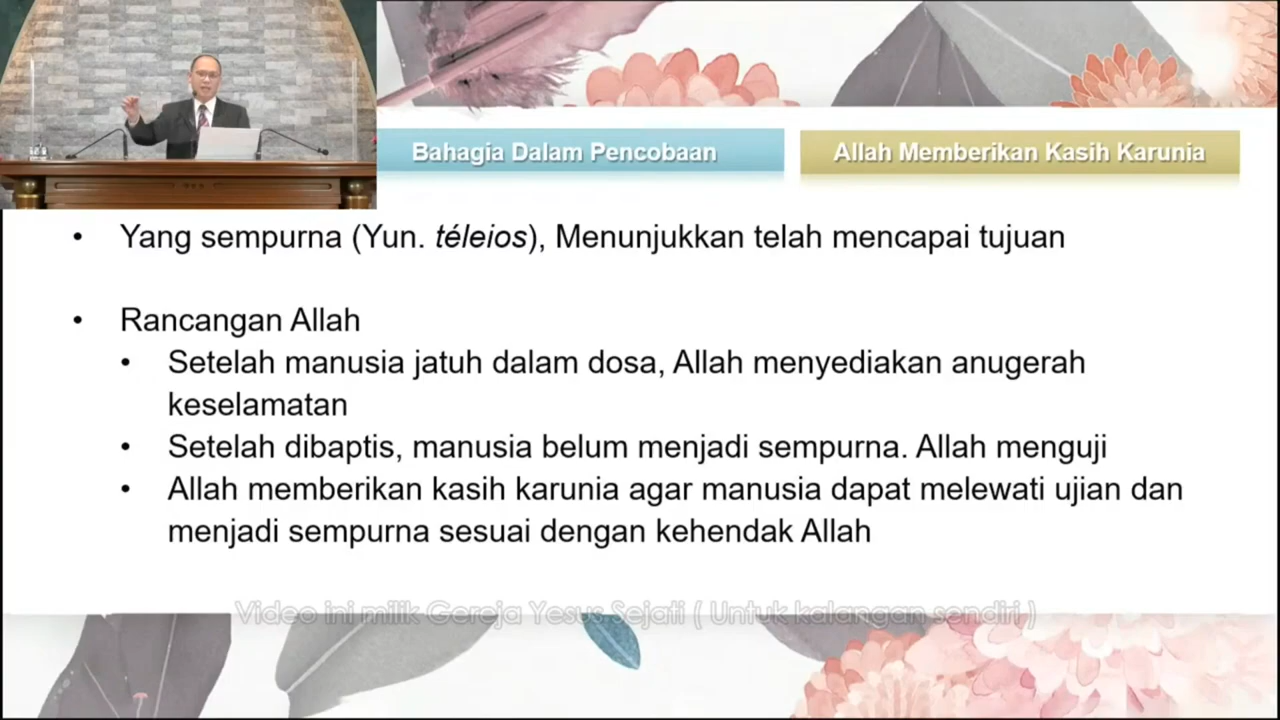 Bahagia Dalam Pencobaan
Allah Memberikan Kasih Karunia
• Yang sempurna (Yun. téleios), Menunjukkan telah mencapai tujuan
• Rancangan Allah
• Setelah manusia jatuh dalam dosa, Allah menyediakan anugerah
keselamatan
• Setelah dibaptis, manusia belum menjadi sempurna. Allah menguji
• Allah memberikan kasih karunia agar manusia dapat melewati ujian dan
menjadi sempurna sesuai dengan kehendak Allah
Video ini milik Gereja Yesus Sejati ( Untuk kalangan sendiri )